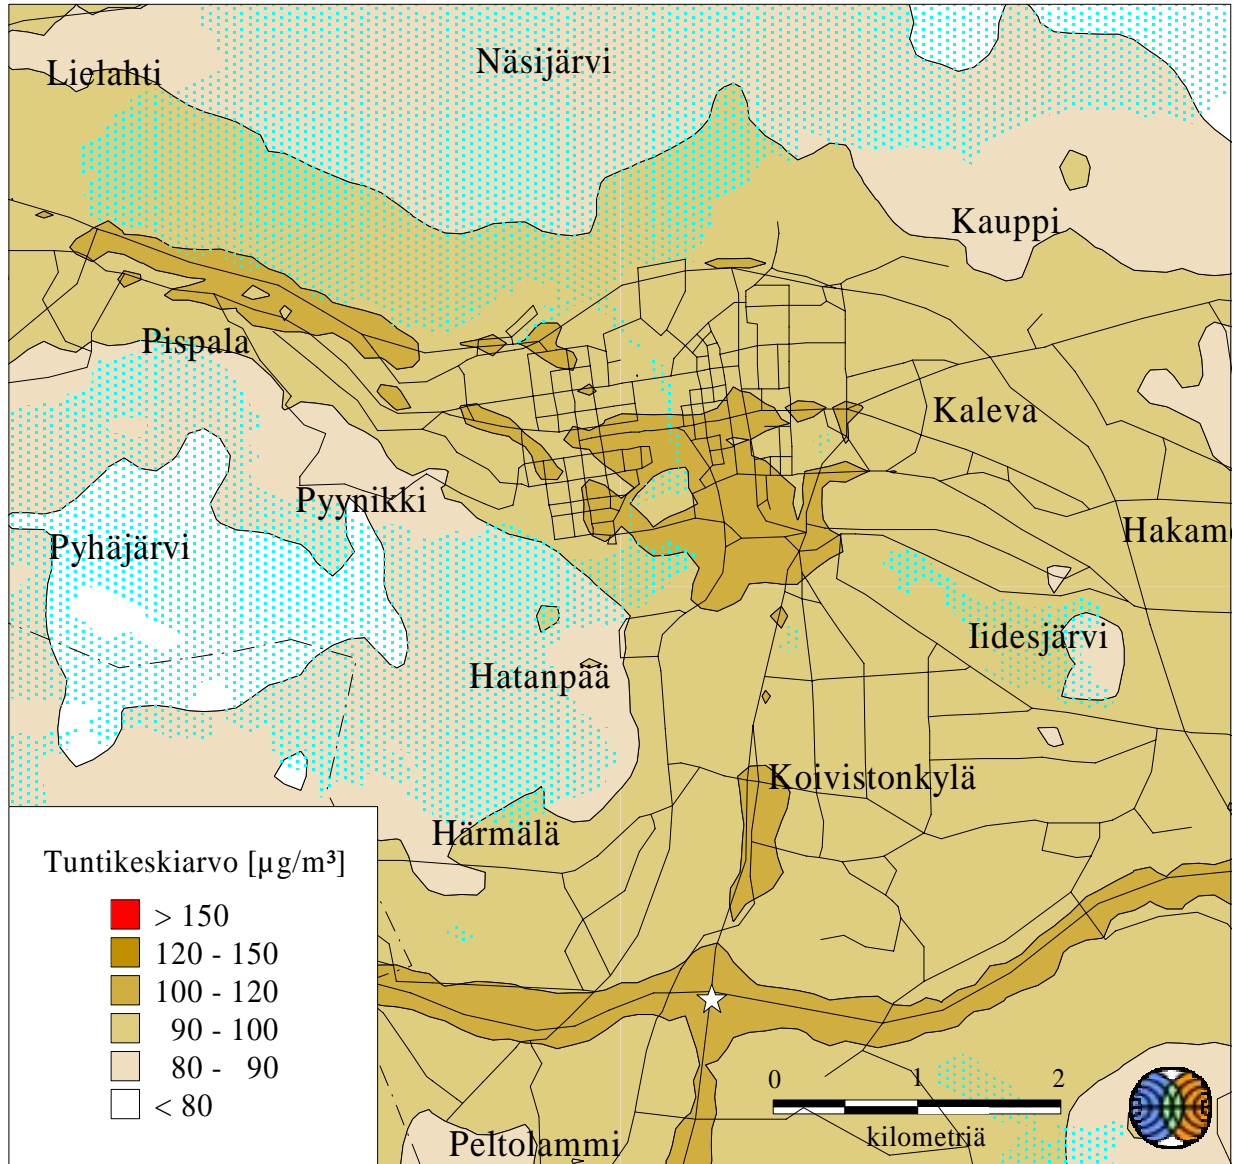 Lielahti
Näsijärvi
Kauppi
Pispala
Kaleva
Pyynikki
Hakam
Pyhäjärvi
Iidesjärvi
Hatanpää
Koivistonkylä
Härmälä
Tuntikeskiarvo [µg/m³]
> 150
120 - 150
100 - 120
90 - 100
80 - 90
< 80
0 1 2
kilometriä
Peltolammi